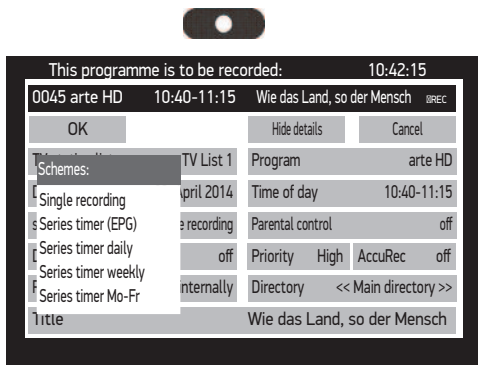 This programme is to be recorded: 10:42:15
0045 arte HD 10:40-11:15 Wie das Land, so der Mensch REC
OK Hide details Cancel
TV List 1 Program arte HD
Schemes:
April 2014 Time of day 10:40-11:15
Single recording
Series timer (EPG) recording Parental control off
Series timer daily
off Priority High AccuRec off
Series timer weekly
internally Directory << Main directory >>
Series timer Mo-Fr
Title Wie das Land, so der Mensch